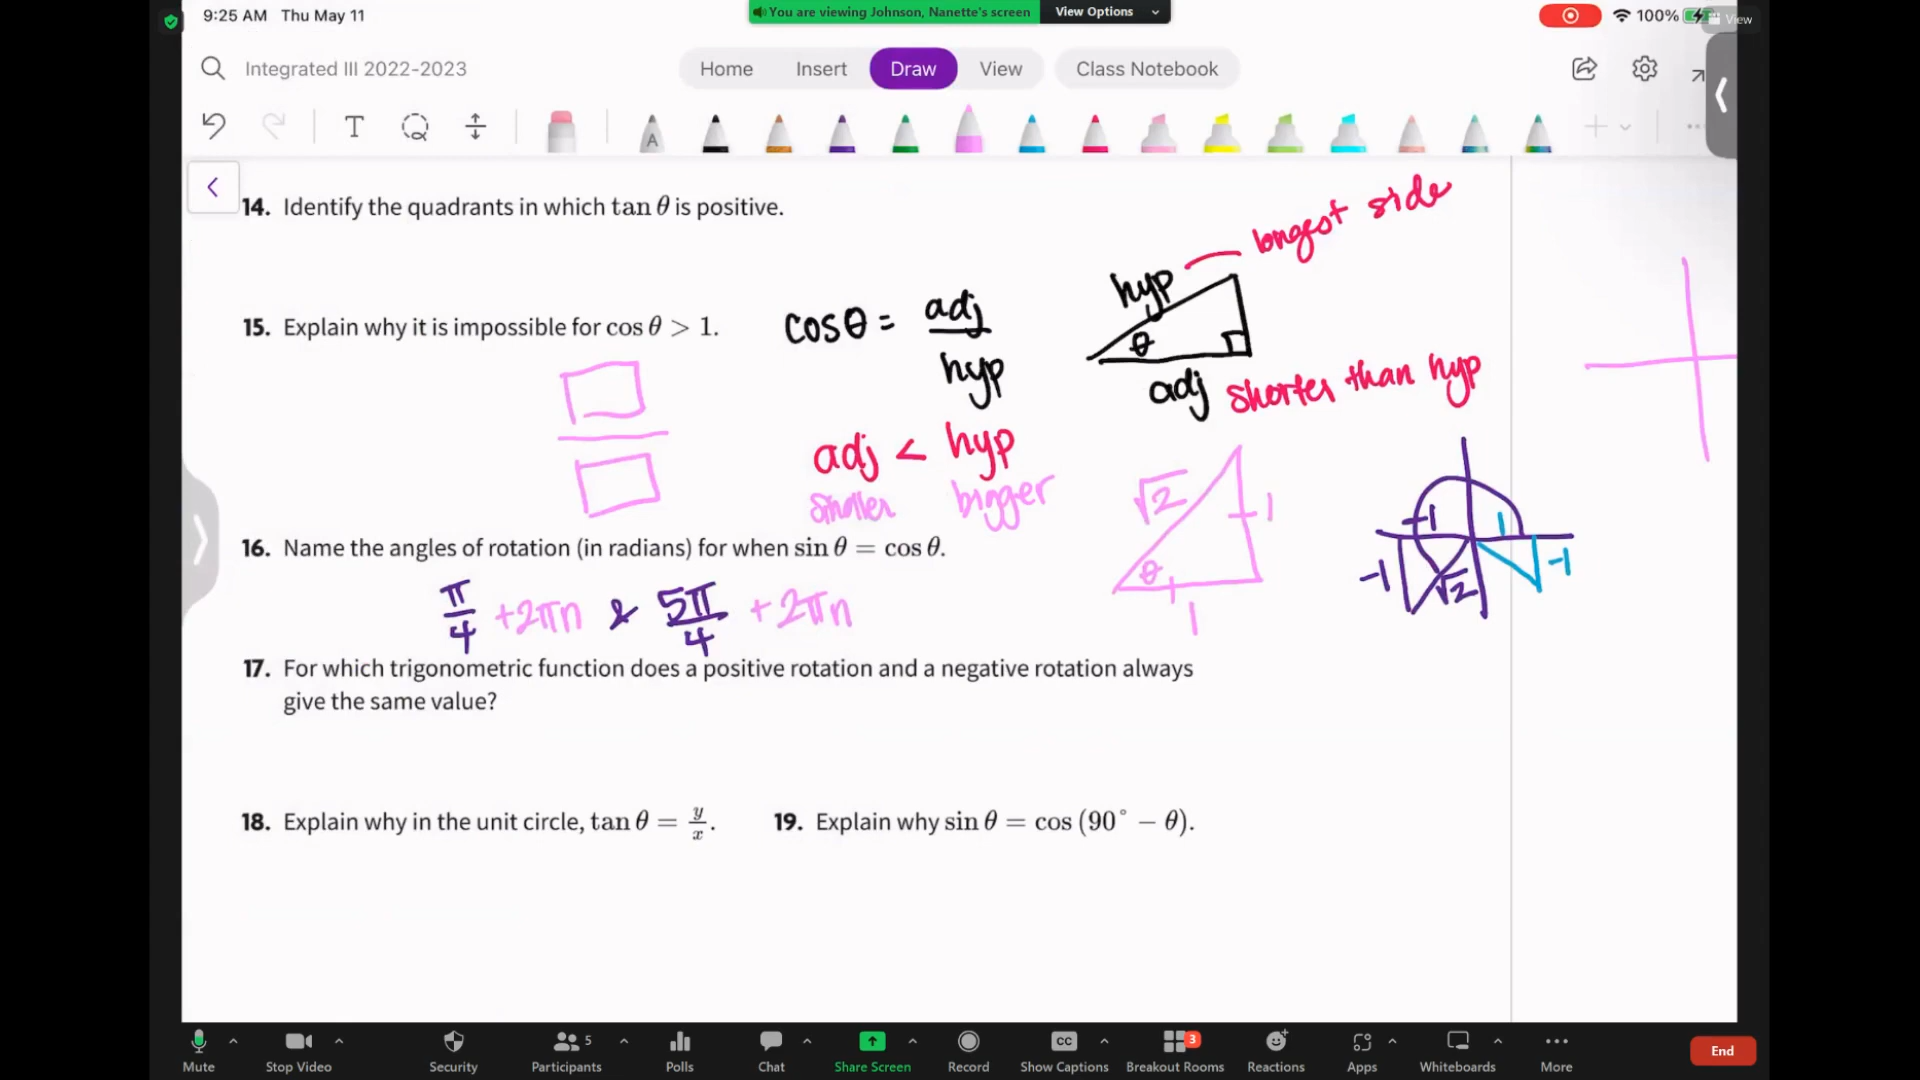 9:25 AM Thu May 11
You are viewing Johnson, Nanette's screen View Options
100% View
Integrated III 2022-2023 Home Insert Draw View Class Notebook
T A
14. Identify the quadrants in which tan θ is positive.
longest side
hyp
15. Explain why it is impossible for cos θ > 1.
cosθ = adj
hyp
θ
adj shorter than hyp
adj < hyp
smaller bigger
√2 1
θ
1
-1 1
-1 √2 -1
16. Name the angles of rotation (in radians) for when sin θ = cos θ.
π/4 +2πn & 5π/4 +2πn
17. For which trigonometric function does a positive rotation and a negative rotation always
give the same value?
18. Explain why in the unit circle, tan θ = y/x. 19. Explain why sin θ = cos (90° − θ).
5 CC 3
Mute Stop Video Security Participants Polls Chat Share Screen Record Show Captions Breakout Rooms Reactions Apps Whiteboards More End